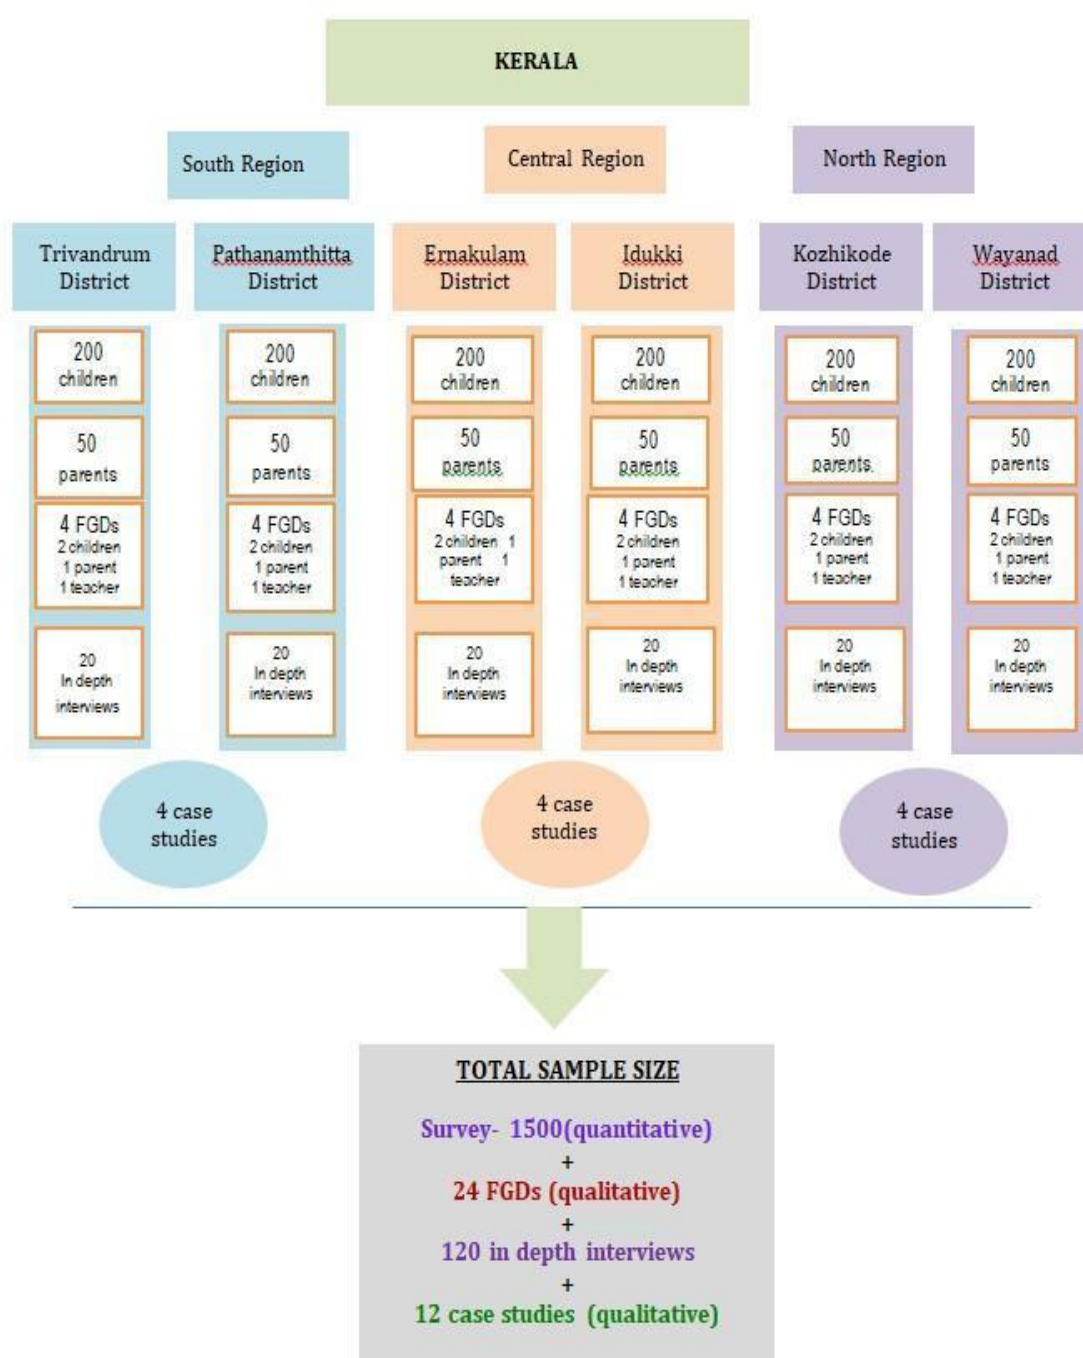 KERALA
South Region
Central Region
North Region
Trivandrum
District
Pathanamthitta
District
Ernakulam
District
Idukki
District
Kozhikode
District
Wayanad
District
200
children
50
parents
4 FGDs
2 children
1 parent
1 teacher
20
In depth
interviews
200
children
50
parents
4 FGDs
2 children
1 parent
1 teacher
20
In depth
interviews
200
children
50
parents
4 FGDs
2 children 1
parent 1
teacher
20
In depth
interviews
200
children
50
parents
4 FGDs
2 children
1 parent
1 teacher
20
In depth
interviews
200
children
50
parents.
4 FGDs
2 children
1 parent
1 teacher
20
In depth
interviews
200
children
50
parents
4 FGDs
2 children
1 parent
1 teacher
20
In depth
interviews
4 case
studies
4 case
studies
4 case
studies
TOTAL SAMPLE SIZE
Survey- 1500(quantitative)
+
24 FGDs (qualitative)
+
120 in depth interviews
+
12 case studies (qualitative)